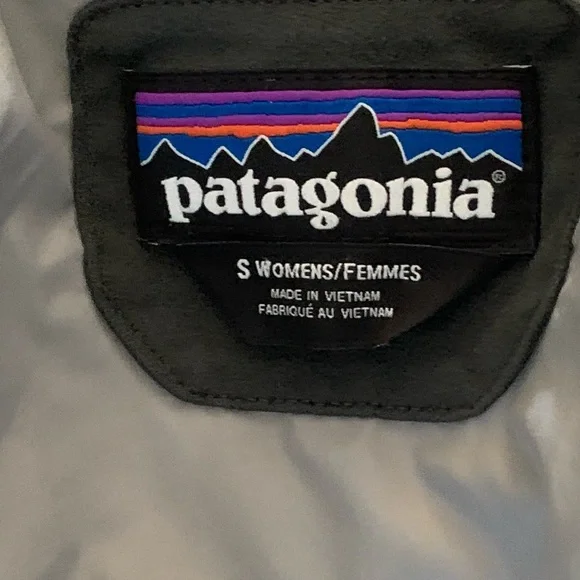 patagonia®
S WOMENS/FEMMES
MADE IN VIETNAM
FABRIQUÉ AU VIETNAM